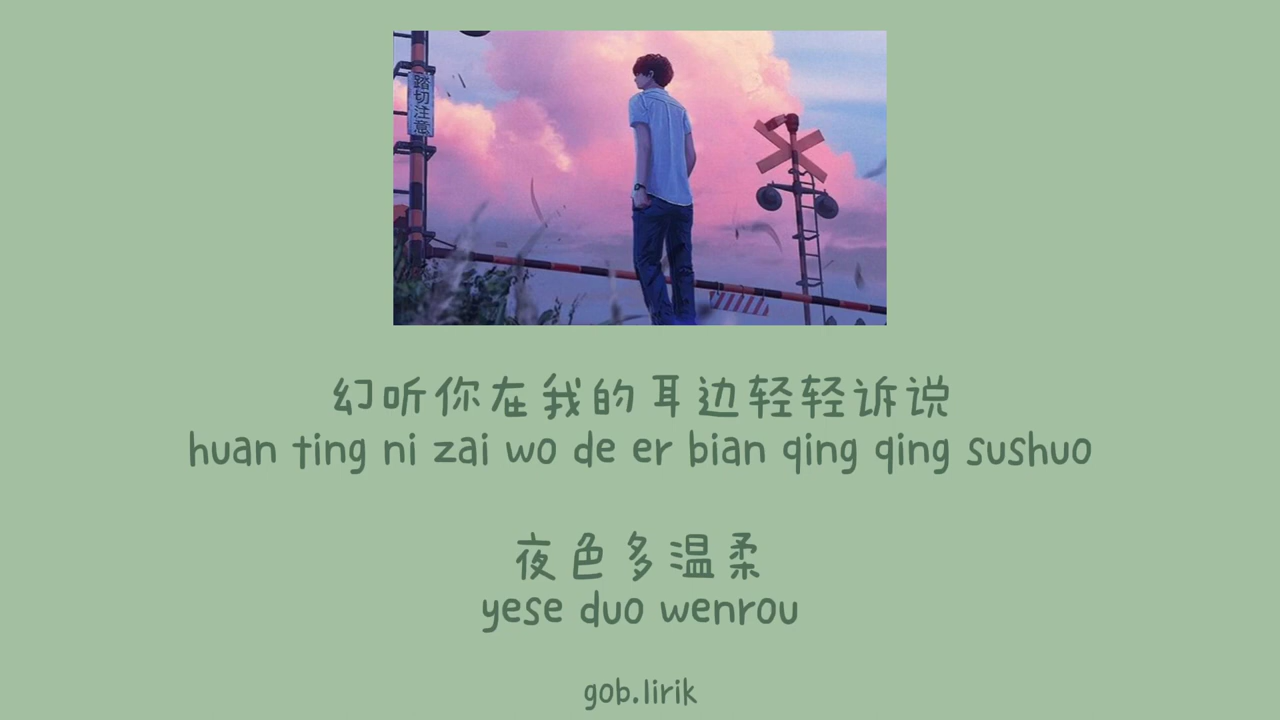 踏切注意
幻听你在我的耳边轻轻诉说
huan ting ni zai wo de er bian qing qing sushuo
夜色多温柔
yese duo wenrou
gob.lirik